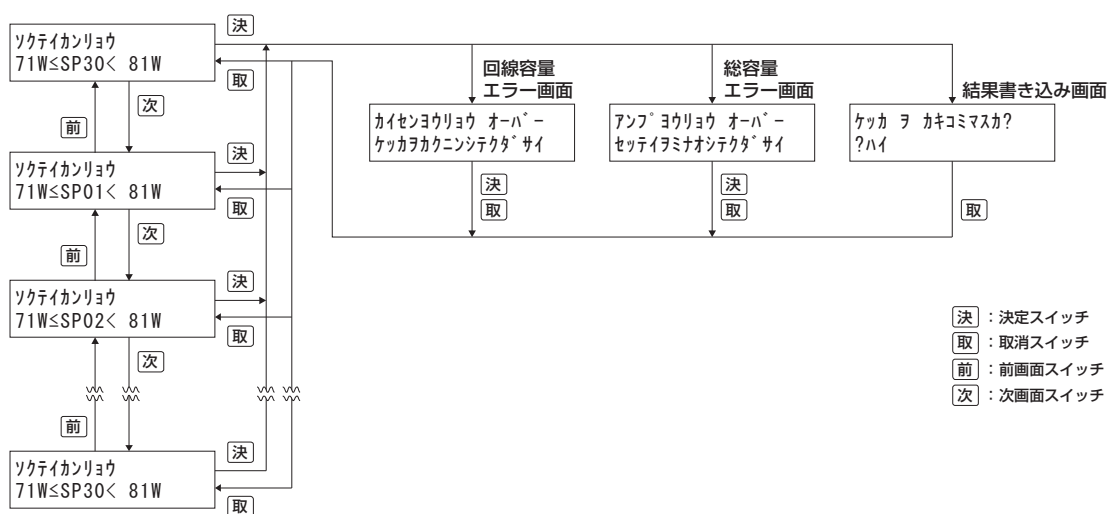 ソクテイカンリョウ
71W≤SP30< 81W
決
取
次
前
ソクテイカンリョウ
71W≤SP01< 81W
決
取
次
前
ソクテイカンリョウ
71W≤SP02< 81W
決
取
次
前
ソクテイカンリョウ
71W≤SP30< 81W
決
取
回線容量
エラー画面
カイセンヨウリョウ オーバー
ケッカヲカクニンシテクダサイ
決
取
総容量
エラー画面
アンプヨウリョウ オーバー
セッテイヲミナオシテクダサイ
決
取
結果書き込み画面
ケッカ ヲ カキコミマスカ?
?ハイ
取
決:決定スイッチ
取:取消スイッチ
前:前画面スイッチ
次:次画面スイッチ